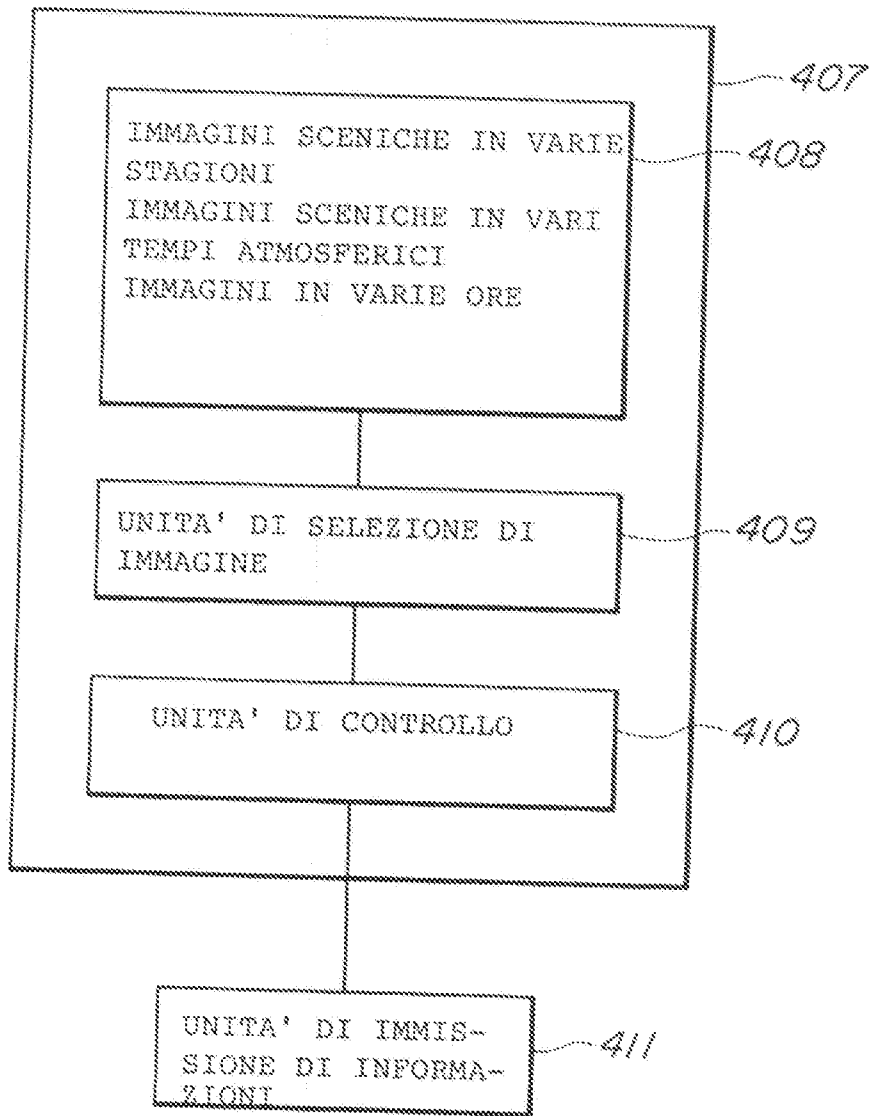 407
IMMAGINI SCENICHE IN VARIE
STAGIONI
IMMAGINI SCENICHE IN VARI
TEMPI ATMOSFERICI
IMMAGINI IN VARIE ORE
408
UNITA' DI SELEZIONE DI
IMMAGINE
409
UNITA' DI CONTROLLO
410
UNITA' DI IMMIS-
SIONE DI INFORMA-
ZIONI
411